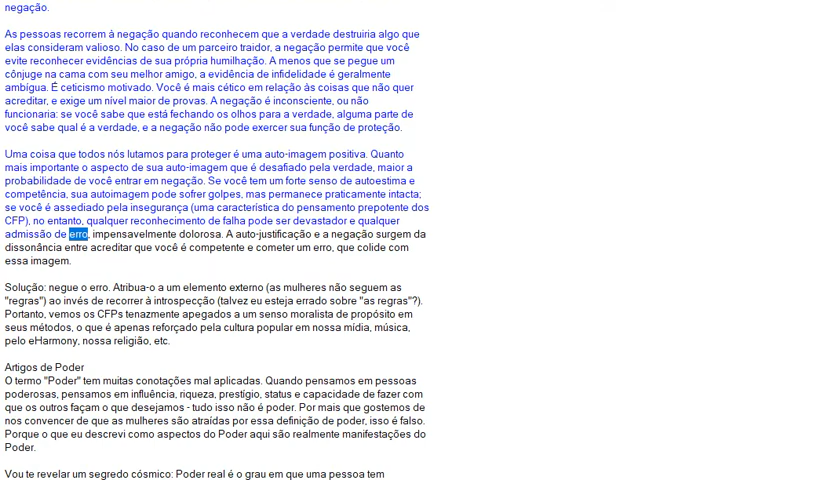 negação.
As pessoas recorrem à negação quando reconhecem que a verdade destruiria algo que
elas consideram valioso. No caso de um parceiro traidor, a negação permite que você
evite reconhecer evidências de sua própria humilhação. A menos que se pegue um
cônjuge na cama com seu melhor amigo, a evidência de infidelidade é geralmente
ambígua. É ceticismo motivado. Você é mais cético em relação às coisas que não quer
acreditar, e exige um nível maior de provas. A negação é inconsciente, ou não
funcionaria: se você sabe que está fechando os olhos para a verdade, alguma parte de
você sabe qual é a verdade, e a negação não pode exercer sua função de proteção.
Uma coisa que todos nós lutamos para proteger é uma auto-imagem positiva. Quanto
mais importante o aspecto de sua auto-imagem que é desafiado pela verdade, maior a
probabilidade de você entrar em negação. Se você tem um forte senso de autoestima e
competência, sua autoimagem pode sofrer golpes, mas permanece praticamente intacta;
se você é assediado pela insegurança (uma característica do pensamento prepotente dos
CFP), no entanto, qualquer reconhecimento de falha pode ser devastador e qualquer
admissão de erro, impensavelmente dolorosa. A auto-justificação e a negação surgem da
dissonância entre acreditar que você é competente e cometer um erro, que colide com
essa imagem.
Solução: negue o erro. Atribua-o a um elemento externo (as mulheres não seguem as
"regras") ao invés de recorrer à introspecção (talvez eu esteja errado sobre "as regras"?).
Portanto, vemos os CFPs tenazmente apegados a um senso moralista de propósito em
seus métodos, o que é apenas reforçado pela cultura popular em nossa mídia, música,
pelo eHarmony, nossa religião, etc.
Artigos de Poder
O termo "Poder" tem muitas conotações mal aplicadas. Quando pensamos em pessoas
poderosas, pensamos em influência, riqueza, prestígio, status e capacidade de fazer com
que os outros façam o que desejamos - tudo isso não é poder. Por mais que gostemos de
nos convencer de que as mulheres são atraídas por essa definição de poder, isso é falso.
Porque o que eu descrevi como aspectos do Poder aqui são realmente manifestações do
Poder.
Vou te revelar um segredo cósmico: Poder real é o grau em que uma pessoa tem